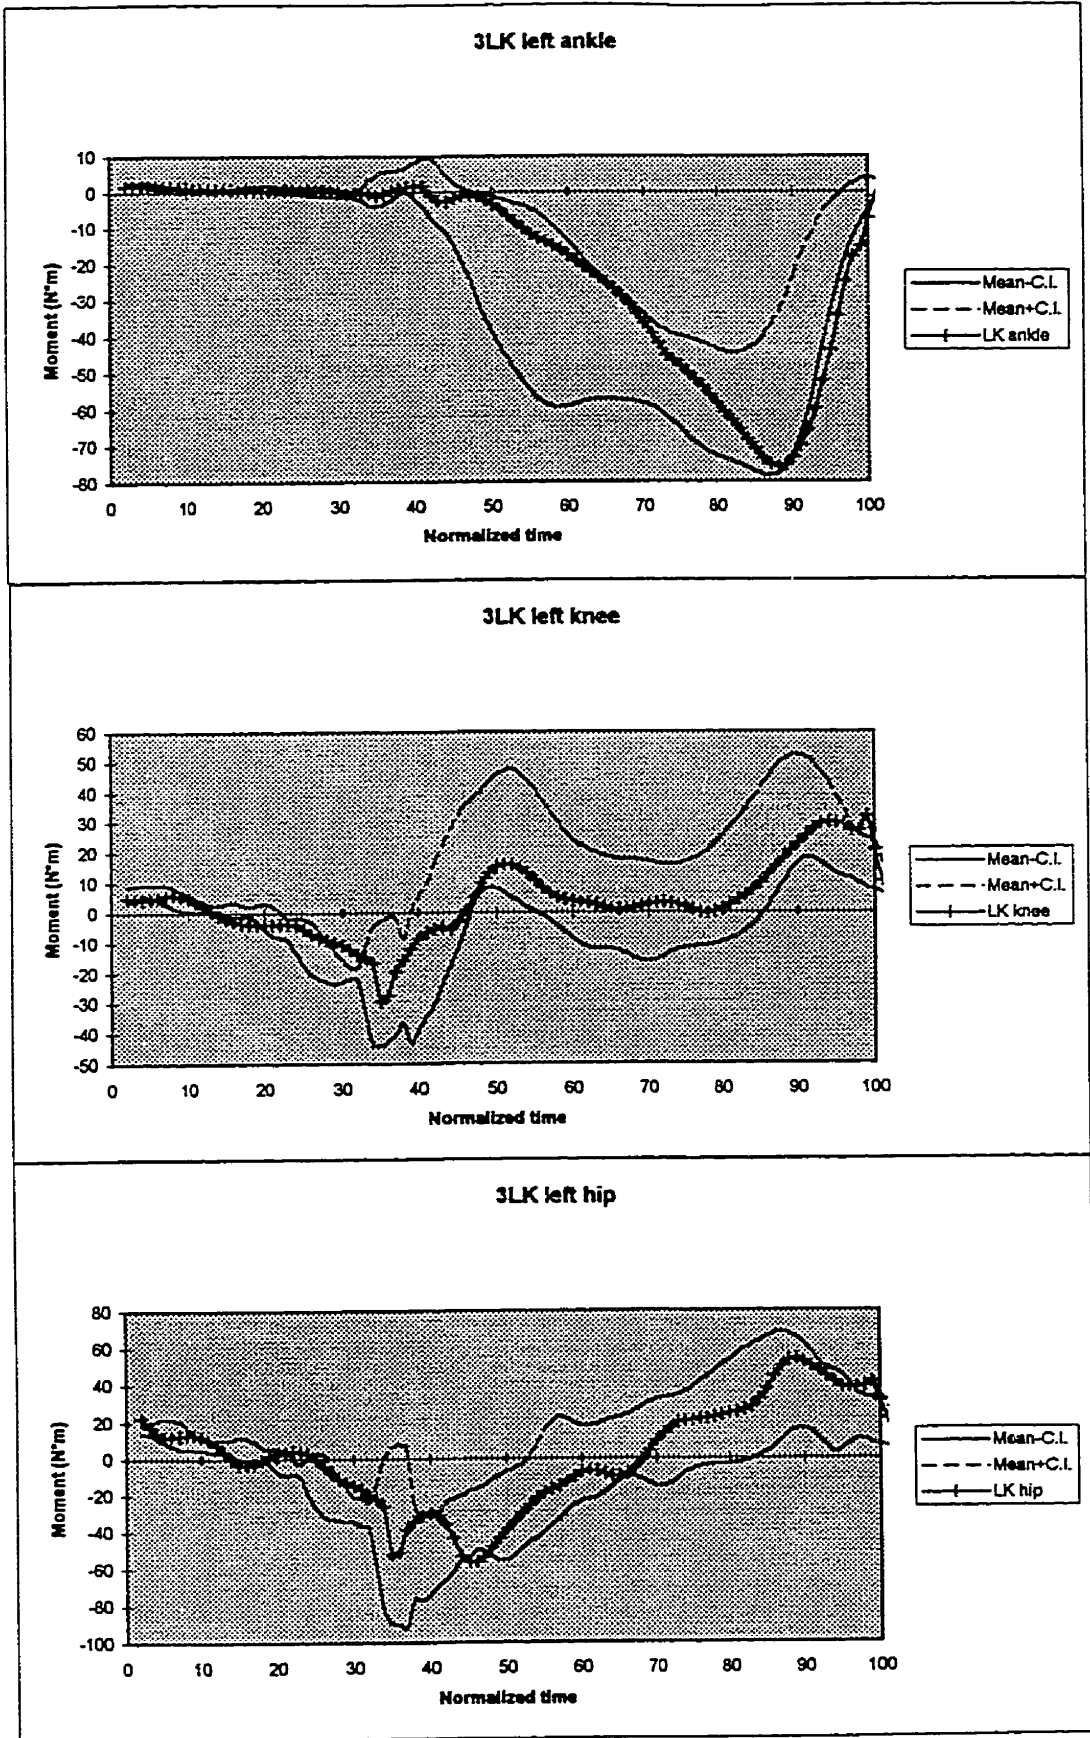 3LK left ankle
10
0
-10
-20
-30
-40
-50
-60
-70
-80
Moment (N*m)
0 10 20 30 40 50 60 70 80 90 100
Normalized time
Mean-C.I.
Mean+C.I.
LK ankle
3LK left knee
60
50
40
30
20
10
0
-10
-20
-30
-40
-50
Moment (N*m)
0 10 20 30 40 50 60 70 80 90 100
Normalized time
Mean-C.I.
Mean+C.I.
LK knee
3LK left hip
80
60
40
20
0
-20
-40
-60
-80
-100
Moment (N*m)
0 10 20 30 40 50 60 70 80 90 100
Normalized time
Mean-C.I.
Mean+C.I.
LK hip